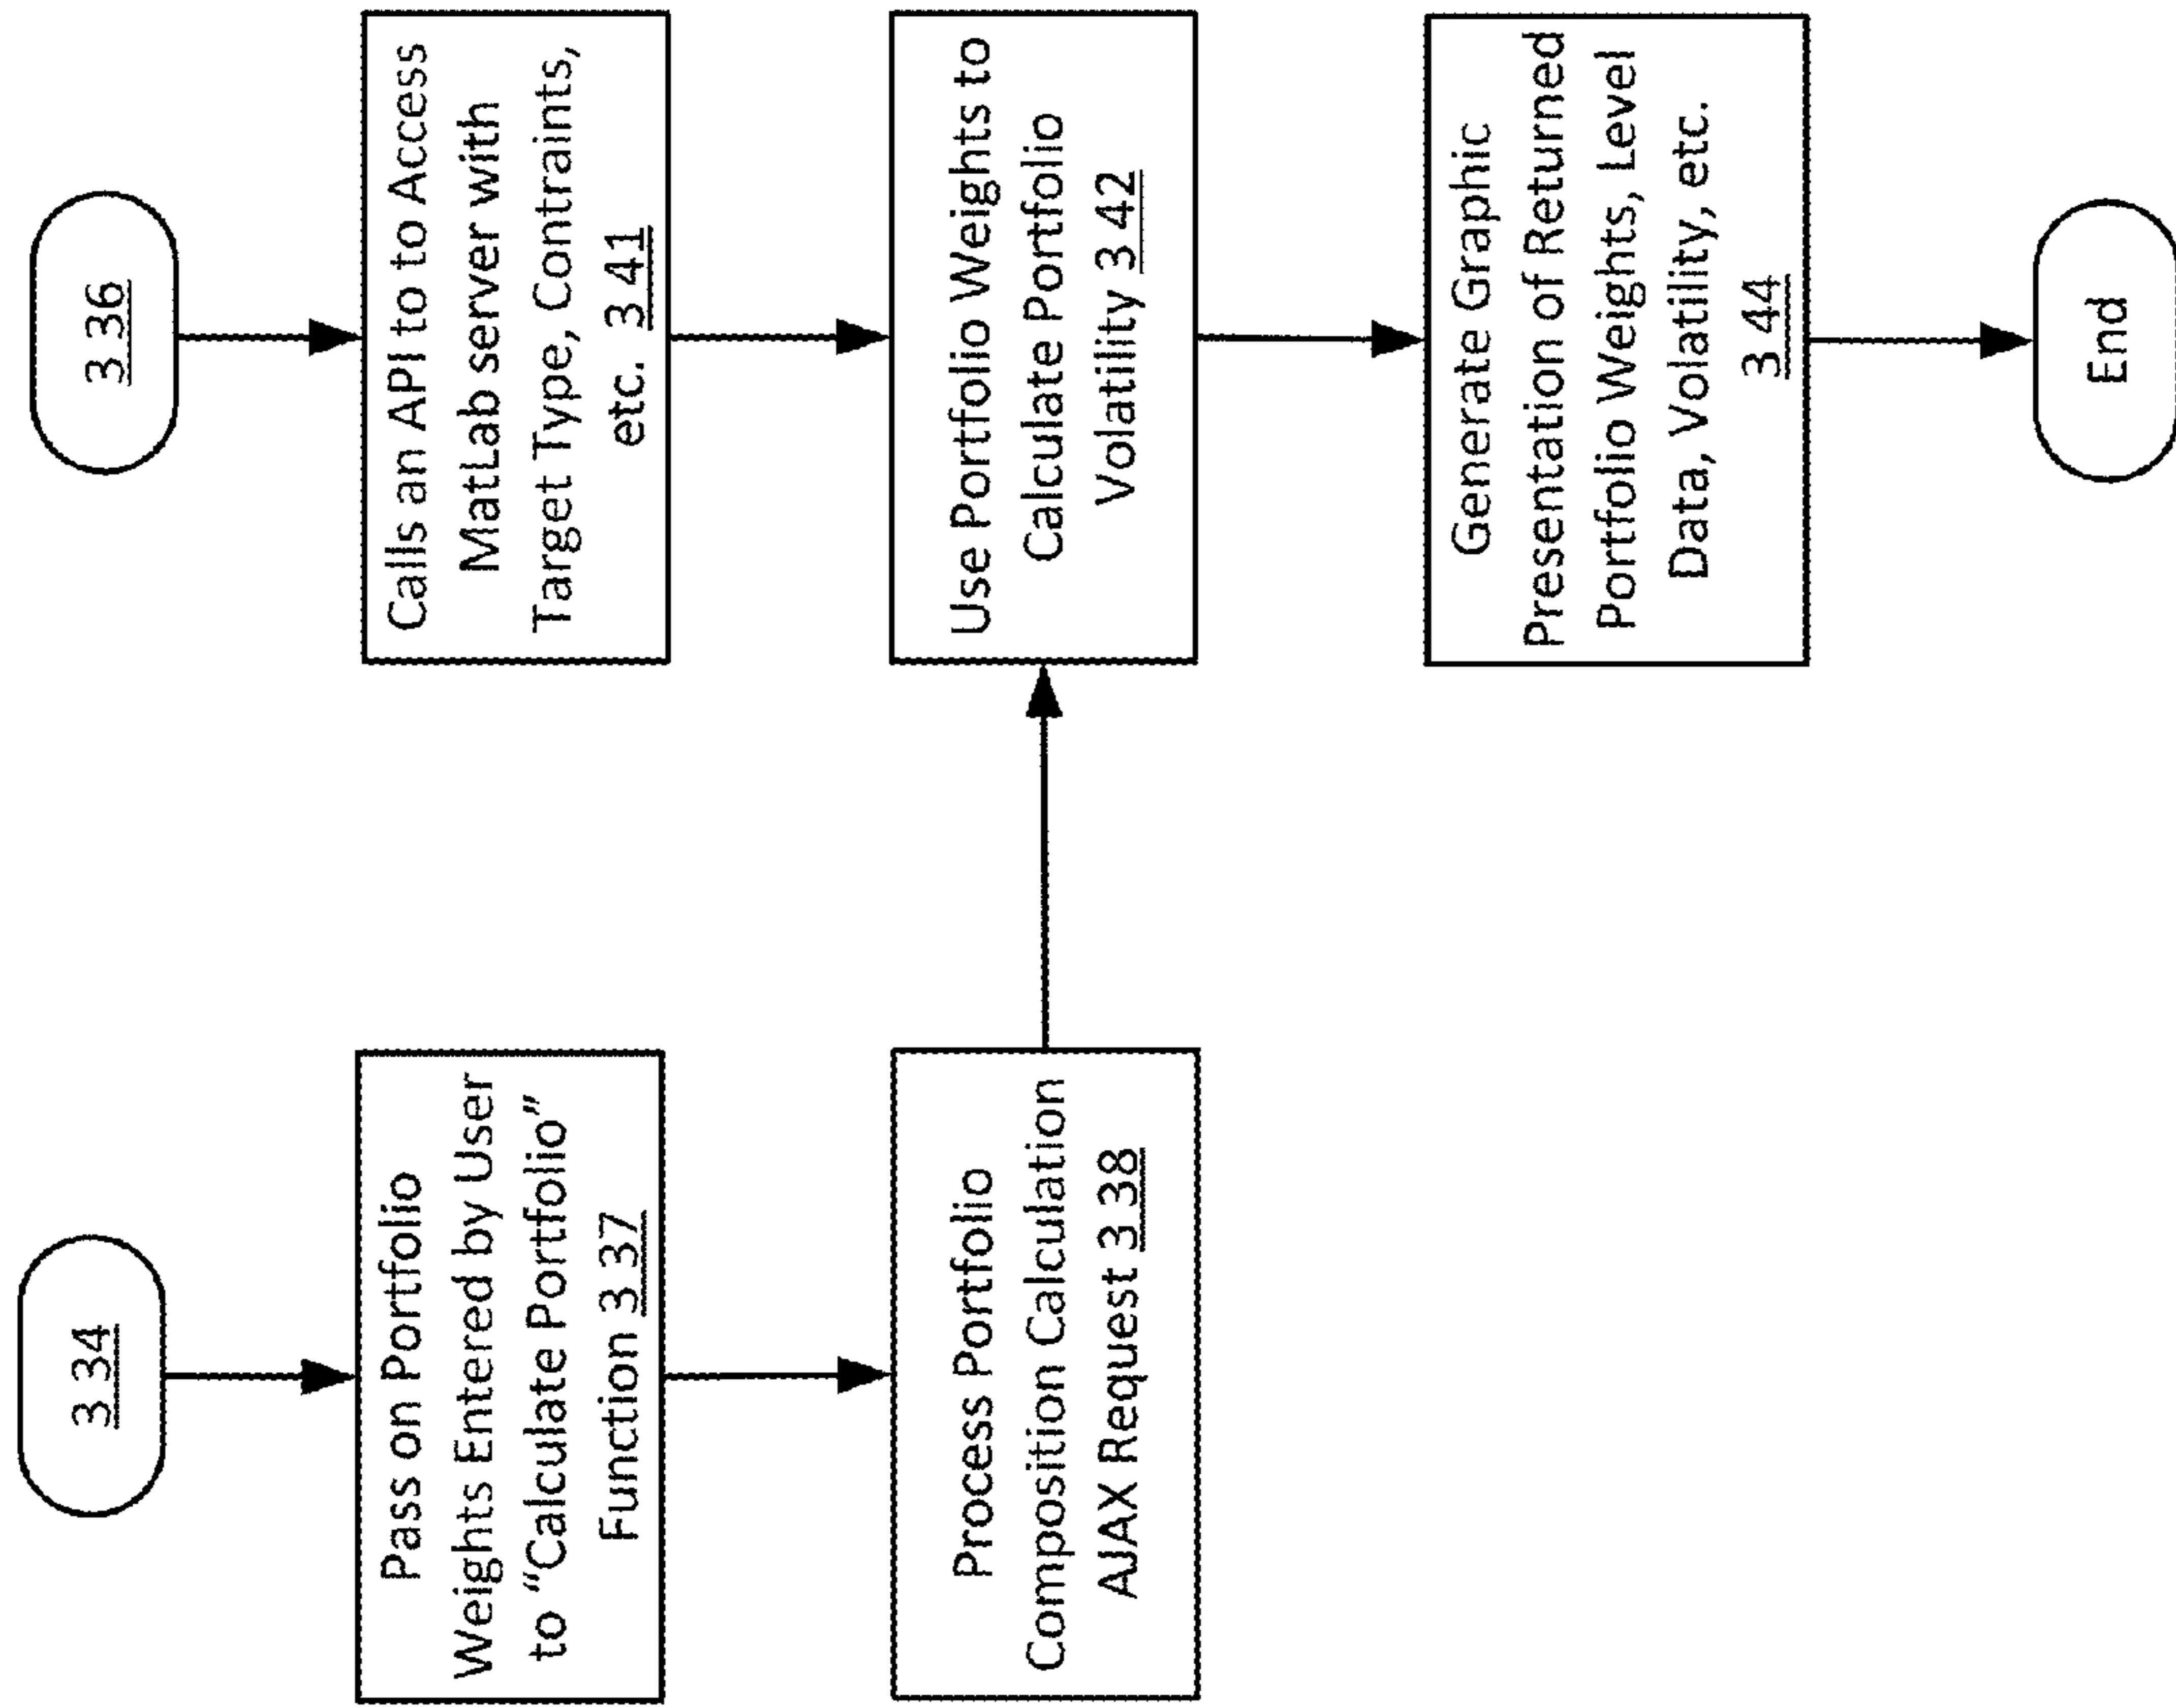 3 34
Pass on Portfolio
Weights Entered by User
to “Calculate Portfolio”
Function 3 37
Process Portfolio
Composition Calculation
AJAX Request 3 38
3 36
Calls an API to to Access
MatLab server with
Target Type, Contraints,
etc. 3 41
Use Portfolio Weights to
Calculate Portfolio
Volatility 3 42
Generate Graphic
Presentation of Returned
Portfolio Weights, Level
Data, Volatility, etc.
3 44
End